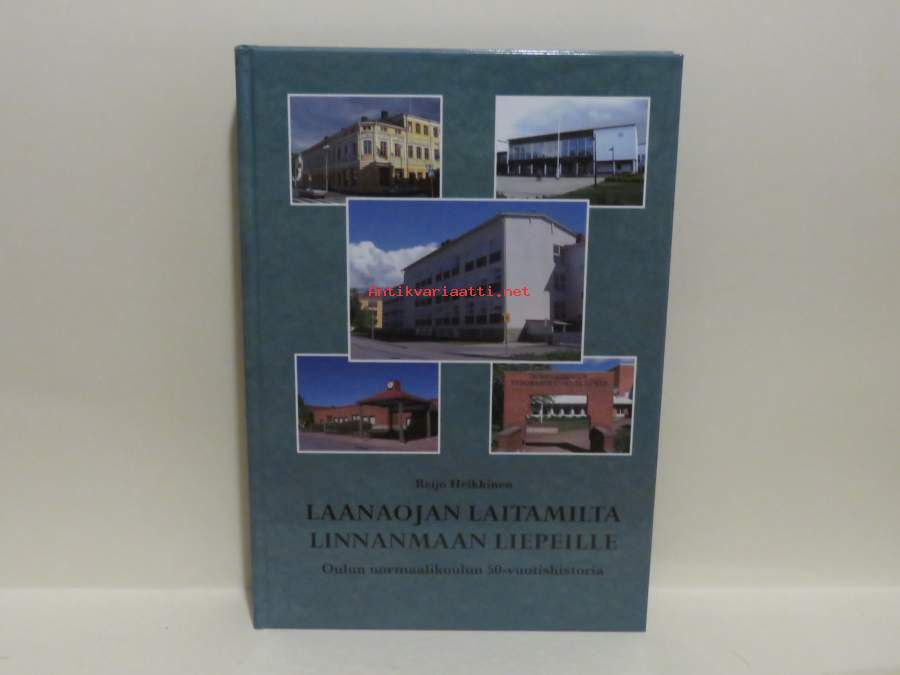 Antikvariaatti.net
Reijo Heikkinen
LAANAOJAN LAITAMILTA
LINNANMAAN LIEPEILLE
Oulun normaalikoulun 50-vuotishistoria